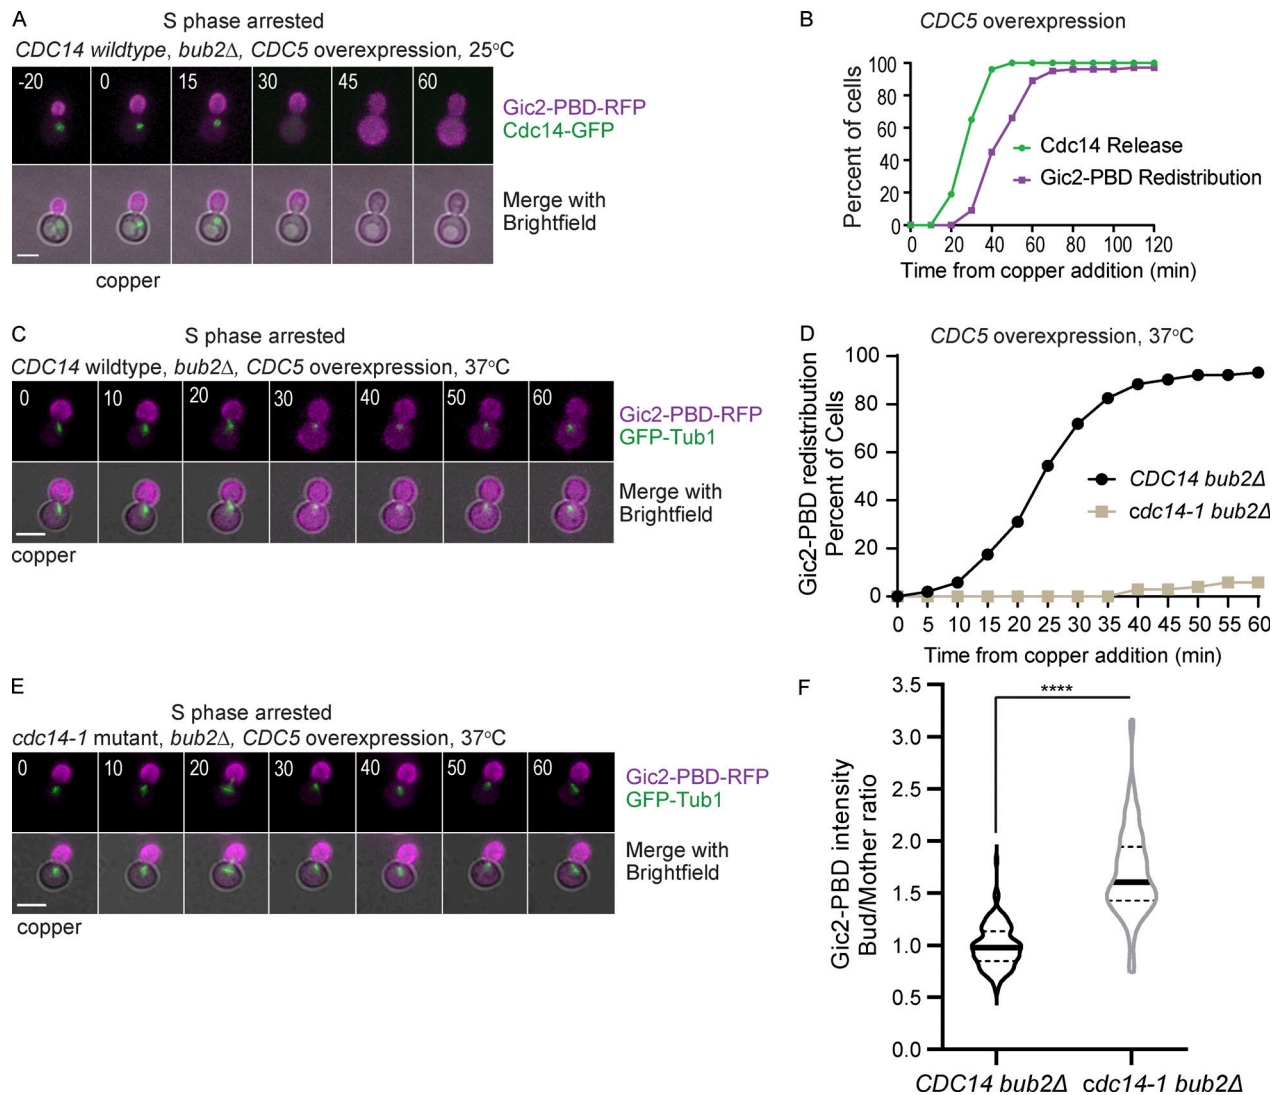 A
S phase arrested
CDC14 wildtype, bub2Δ, CDC5 overexpression, 25°C
-20 0 15 30 45 60
Gic2-PBD-RFP
Cdc14-GFP
Merge with
Brightfield
copper
B
CDC5 overexpression
Percent of cells
100
80
60
40
20
0
Cdc14 Release
Gic2-PBD Redistribution
0 20 40 60 80 100 120
Time from copper addition (min)
C
S phase arrested
CDC14 wildtype, bub2Δ, CDC5 overexpression, 37°C
0 10 20 30 40 50 60
Gic2-PBD-RFP
GFP-Tub1
Merge with
Brightfield
copper
D
CDC5 overexpression, 37°C
Gic2-PBD redistribution
Percent of Cells
100
80
60
40
20
0
CDC14 bub2Δ
cdc14-1 bub2Δ
0 5 10 15 20 25 30 35 40 45 50 55 60
Time from copper addition (min)
E
S phase arrested
cdc14-1 mutant, bub2Δ, CDC5 overexpression, 37°C
0 10 20 30 40 50 60
Gic2-PBD-RFP
GFP-Tub1
Merge with
Brightfield
copper
F
Gic2-PBD intensity
Bud/Mother ratio
3.5
3.0
2.5
2.0
1.5
1.0
0.5
0.0
****
CDC14 bub2Δ cdc14-1 bub2Δ